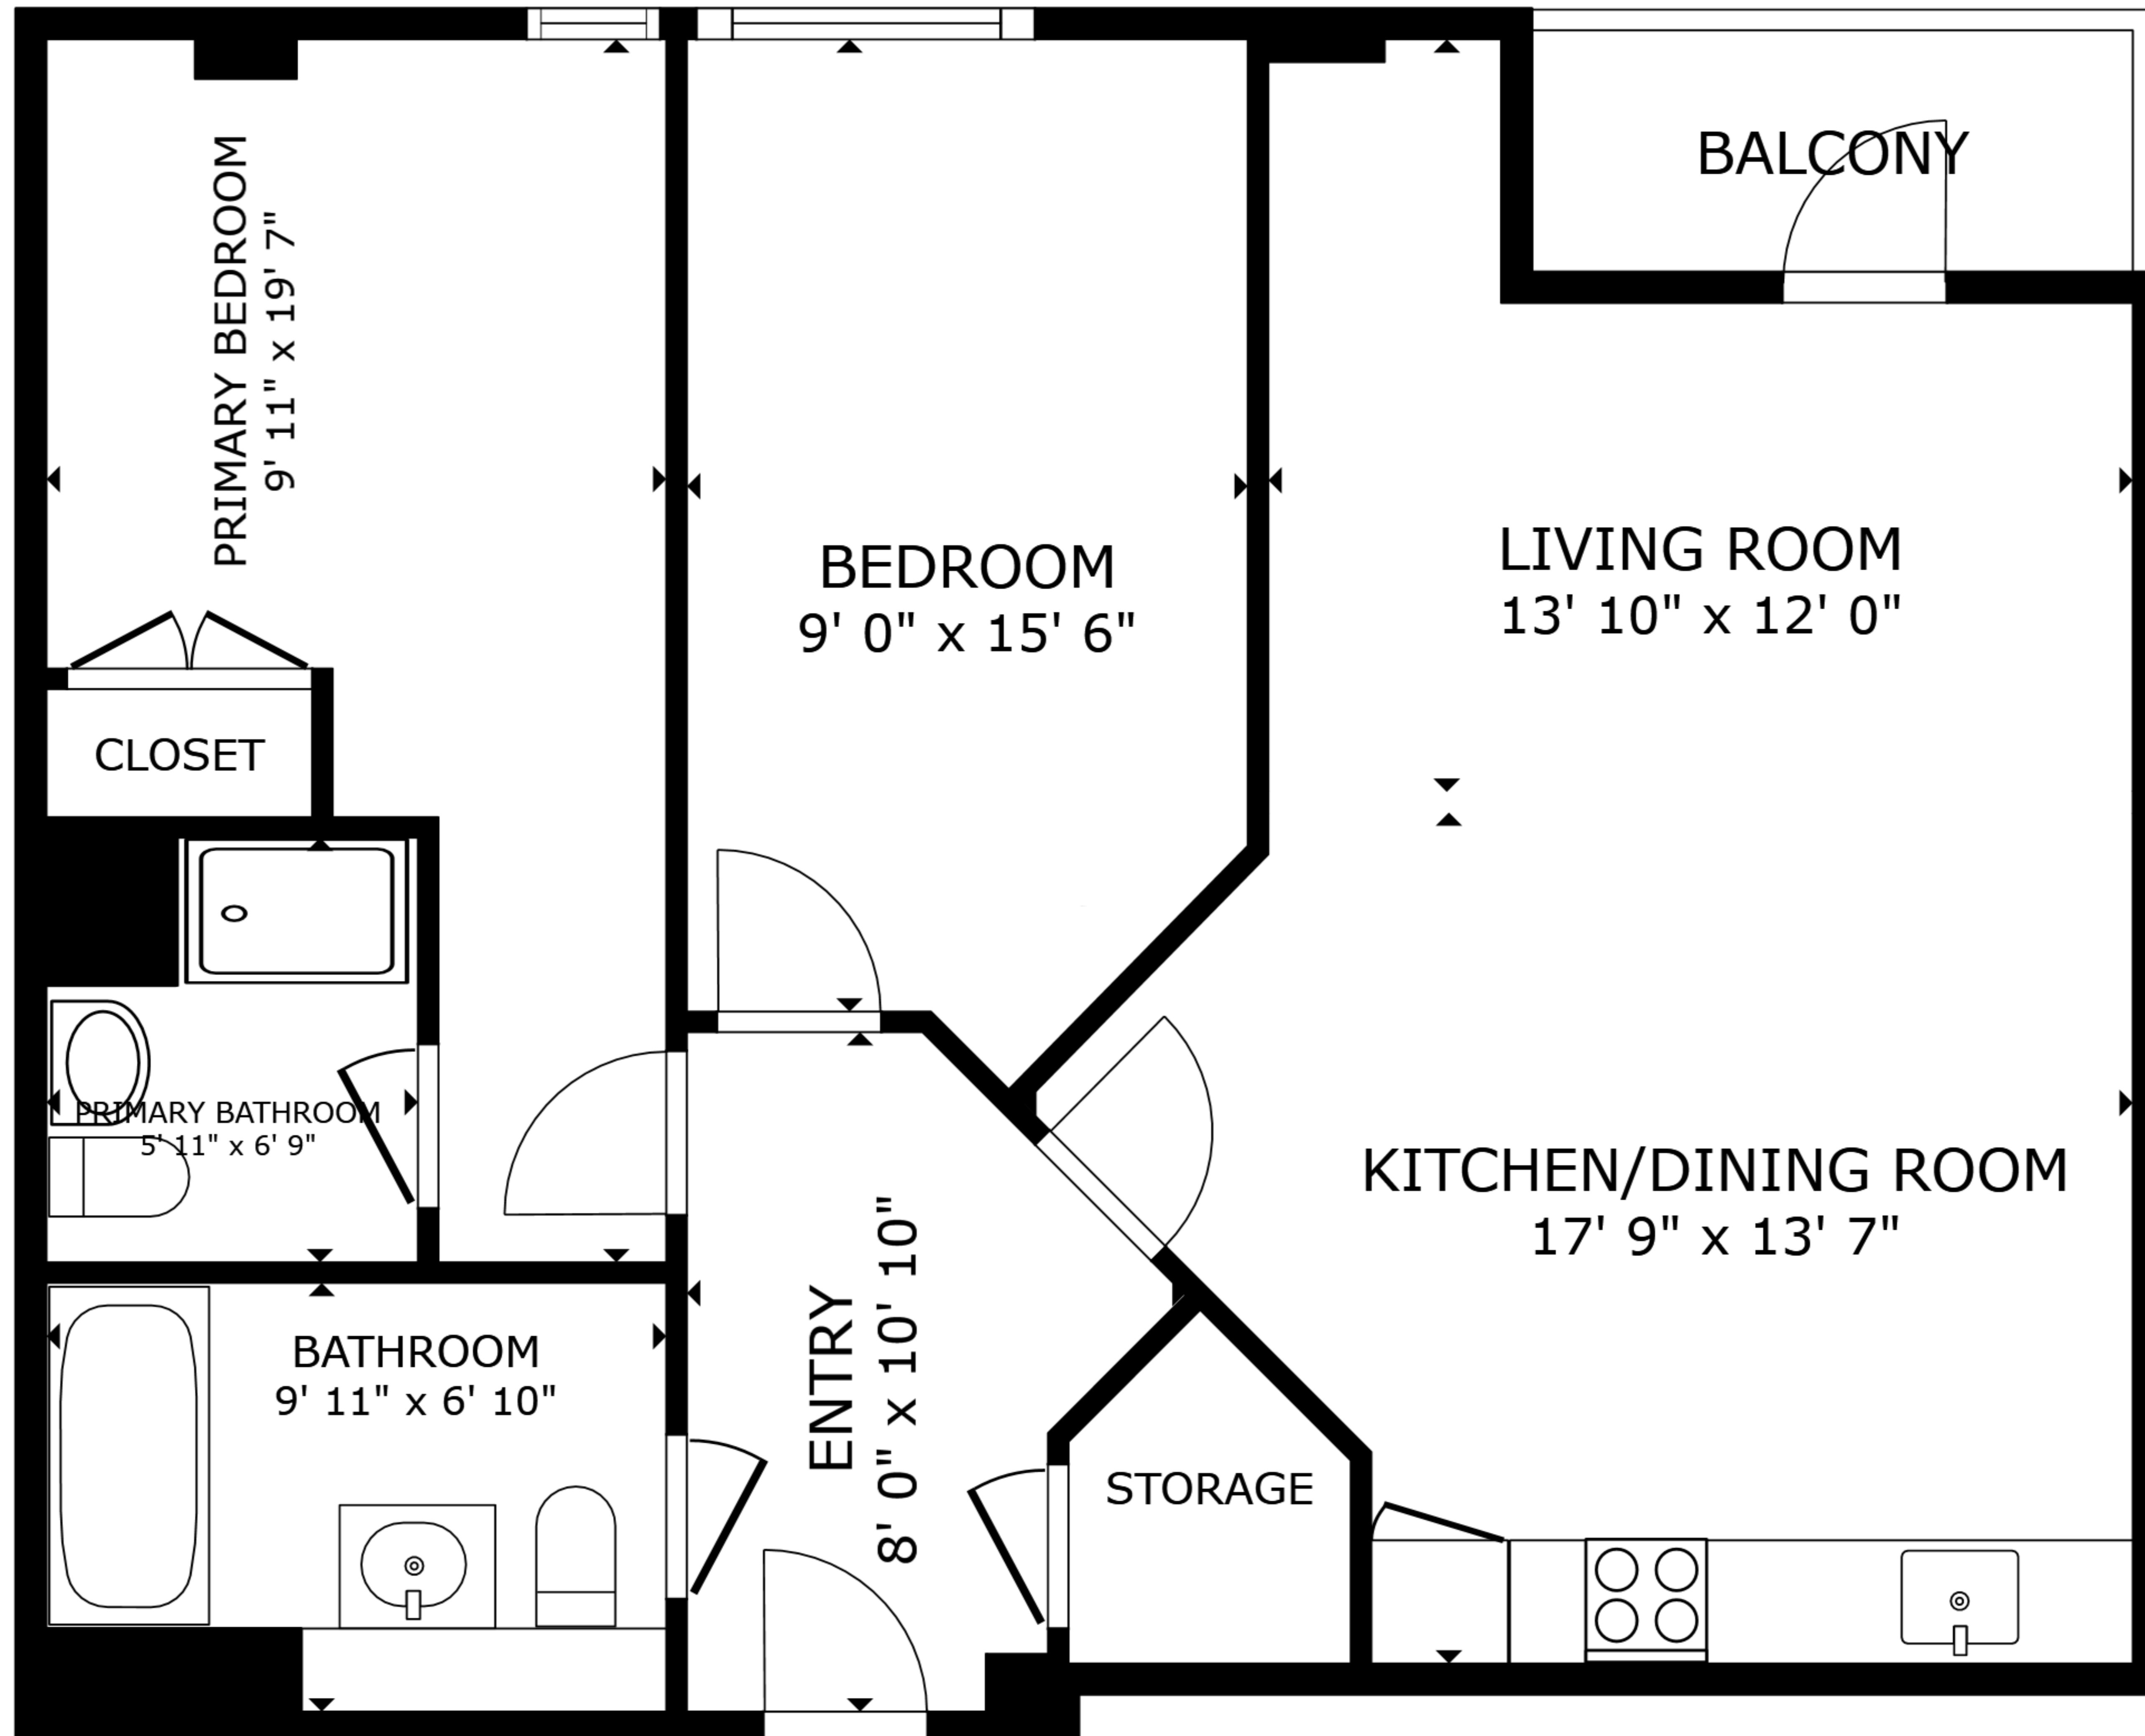 BALCONY
PRIMARY BEDROOM
9' 11" x 19' 7"
BEDROOM
9' 0" x 15' 6"
LIVING ROOM
13' 10" x 12' 0"
CLOSET
PRIMARY BATHROOM
5' 11" x 6' 9"
KITCHEN/DINING ROOM
17' 9" x 13' 7"
BATHROOM
9' 11" x 6' 10"
ENTRY
8' 0" x 10' 10"
STORAGE